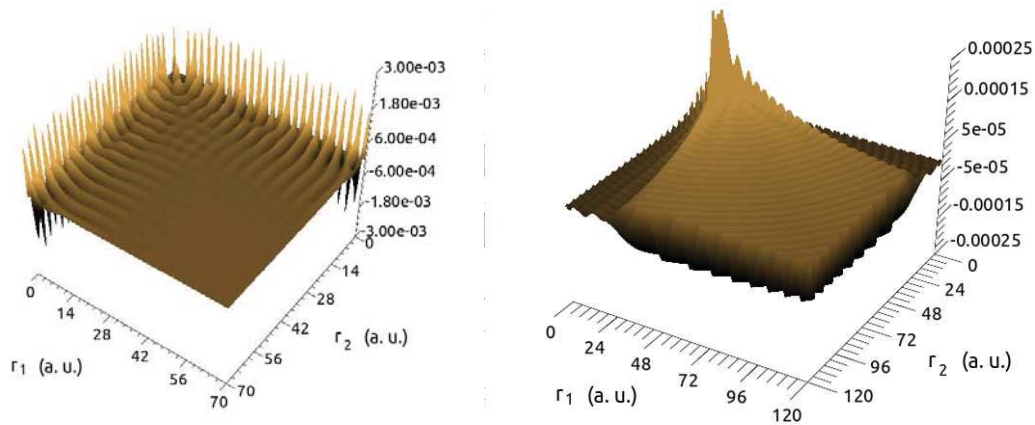 3.00e-03
1.80e-03
6.00e-04
-6.00e-04
-1.80e-03
-3.00e-03
0
14
28
42
56
70
r2 (a. u.)
0
14
28
42
56
70
r1 (a. u.)
0.00025
0.00015
5e-05
-5e-05
-0.00015
-0.00025
0
24
48
72
96
120
r2 (a. u.)
0
24
48
72
96
120
r1 (a. u.)